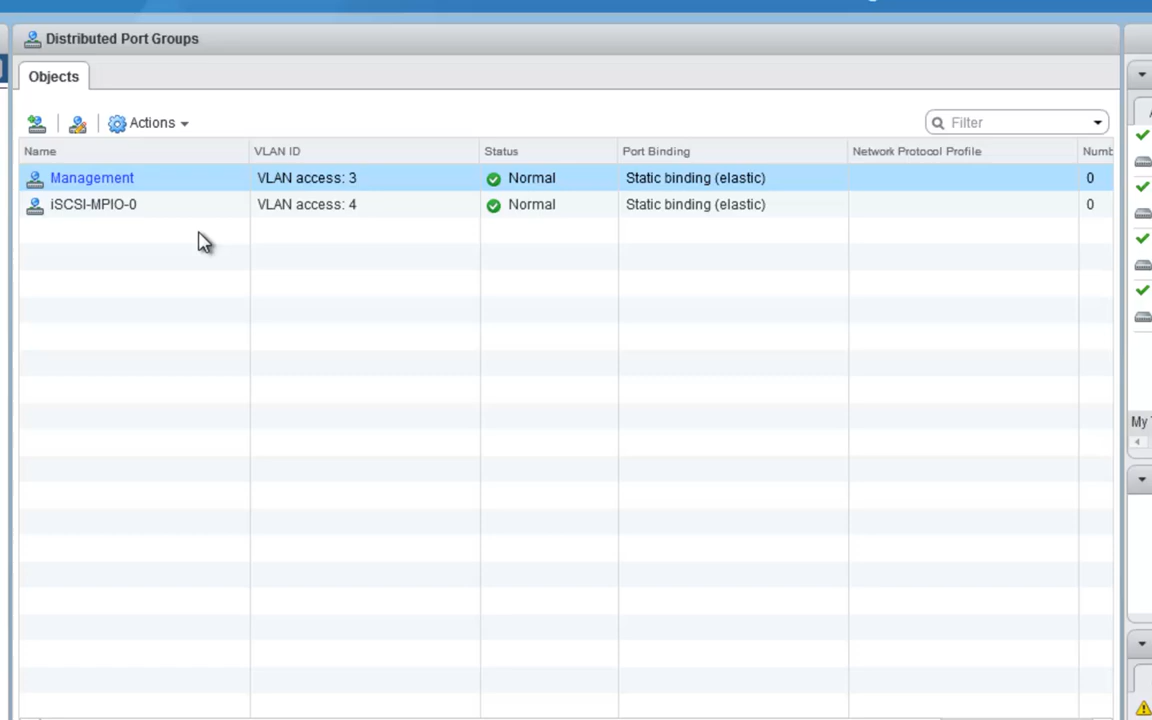 Distributed Port Groups
Objects
Actions
Filter
Name VLAN ID Status Port Binding Network Protocol Profile Numb
Management VLAN access: 3 Normal Static binding (elastic) 0
iSCSI-MPIO-0 VLAN access: 4 Normal Static binding (elastic) 0
My